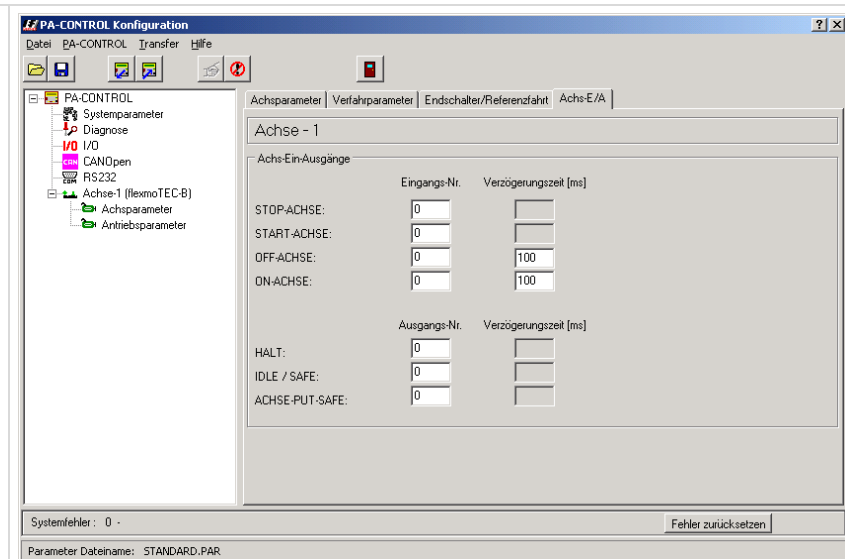 PA-CONTROL Konfiguration
Datei PA-CONTROL Transfer Hilfe
PA-CONTROL
Systemparameter
Diagnose
I/O I/O
CAN CANOpen
COM RS232
Achse-1 (flexmoTEC-B)
Achsparameter
Antriebsparameter
Achsparameter Verfahrparameter Endschalter/Referenzfahrt Achs-E/A
Achse - 1
Achs-Ein-Ausgänge
Eingangs-Nr. Verzögerungszeit [ms]
STOP-ACHSE: 0
START-ACHSE: 0
OFF-ACHSE: 0 100
ON-ACHSE: 0 100
Ausgangs-Nr. Verzögerungszeit [ms]
HALT: 0
IDLE / SAFE: 0
ACHSE-PUT-SAFE: 0
Systemfehler : 0 -
Fehler zurücksetzen
Parameter Dateiname: STANDARD.PAR